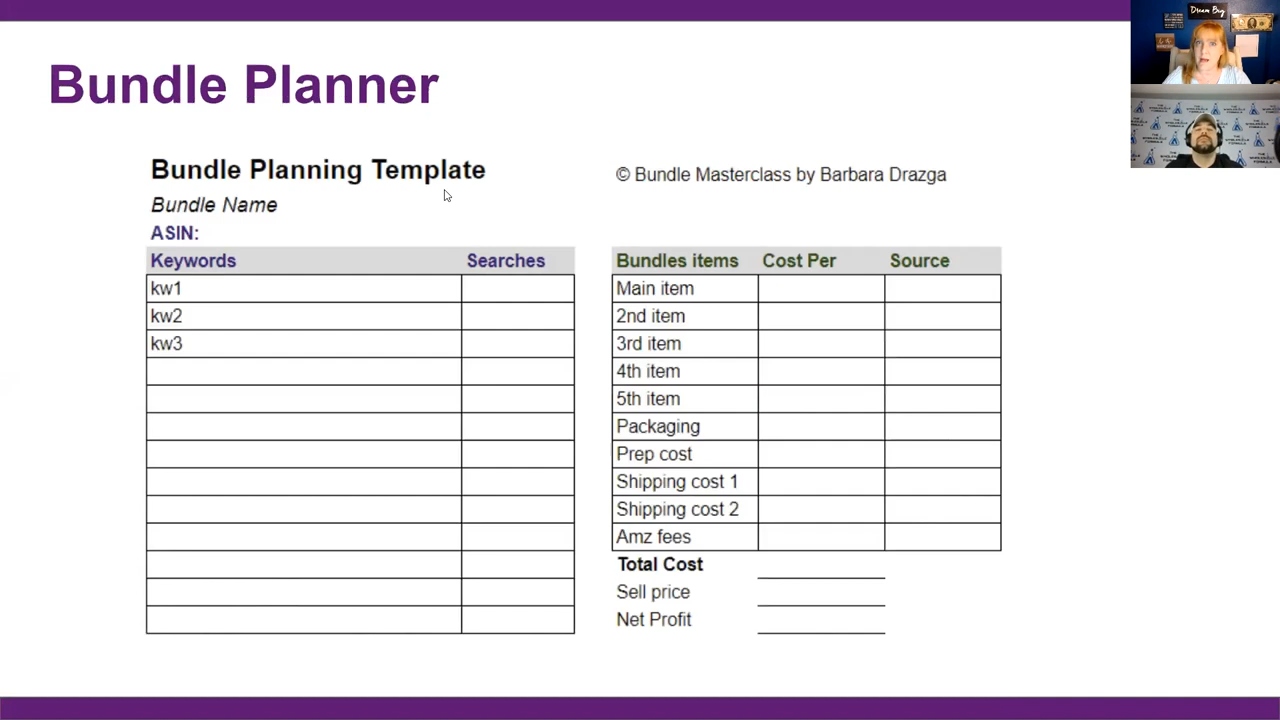 Bundle Planner
Dream Big
Bundle Planning Template
© Bundle Masterclass by Barbara Drazga
Bundle Name
ASIN:
Keywords Searches
kw1
kw2
kw3
Bundles items Cost Per Source
Main item
2nd item
3rd item
4th item
5th item
Packaging
Prep cost
Shipping cost 1
Shipping cost 2
Amz fees
Total Cost
Sell price
Net Profit